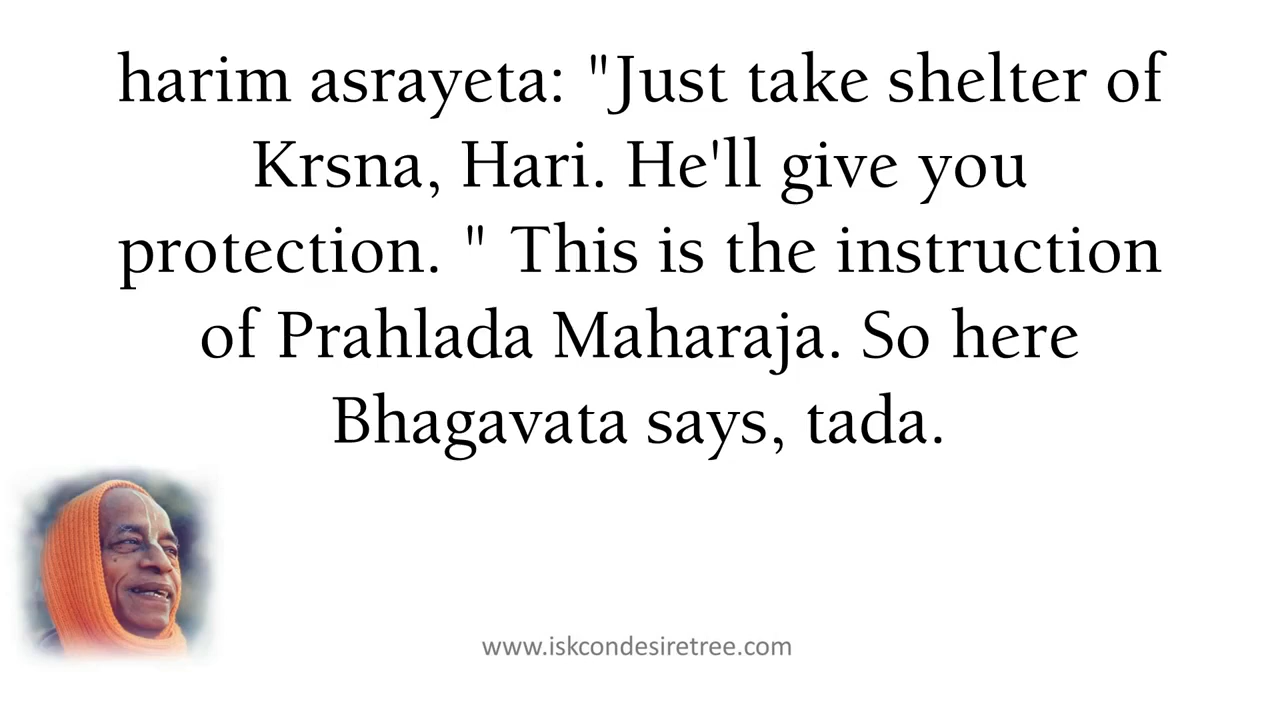 harim asrayeta: "Just take shelter of
Krsna, Hari. He'll give you
protection. " This is the instruction
of Prahlada Maharaja. So here
Bhagavata says, tada.
www.iskcondesiretree.com